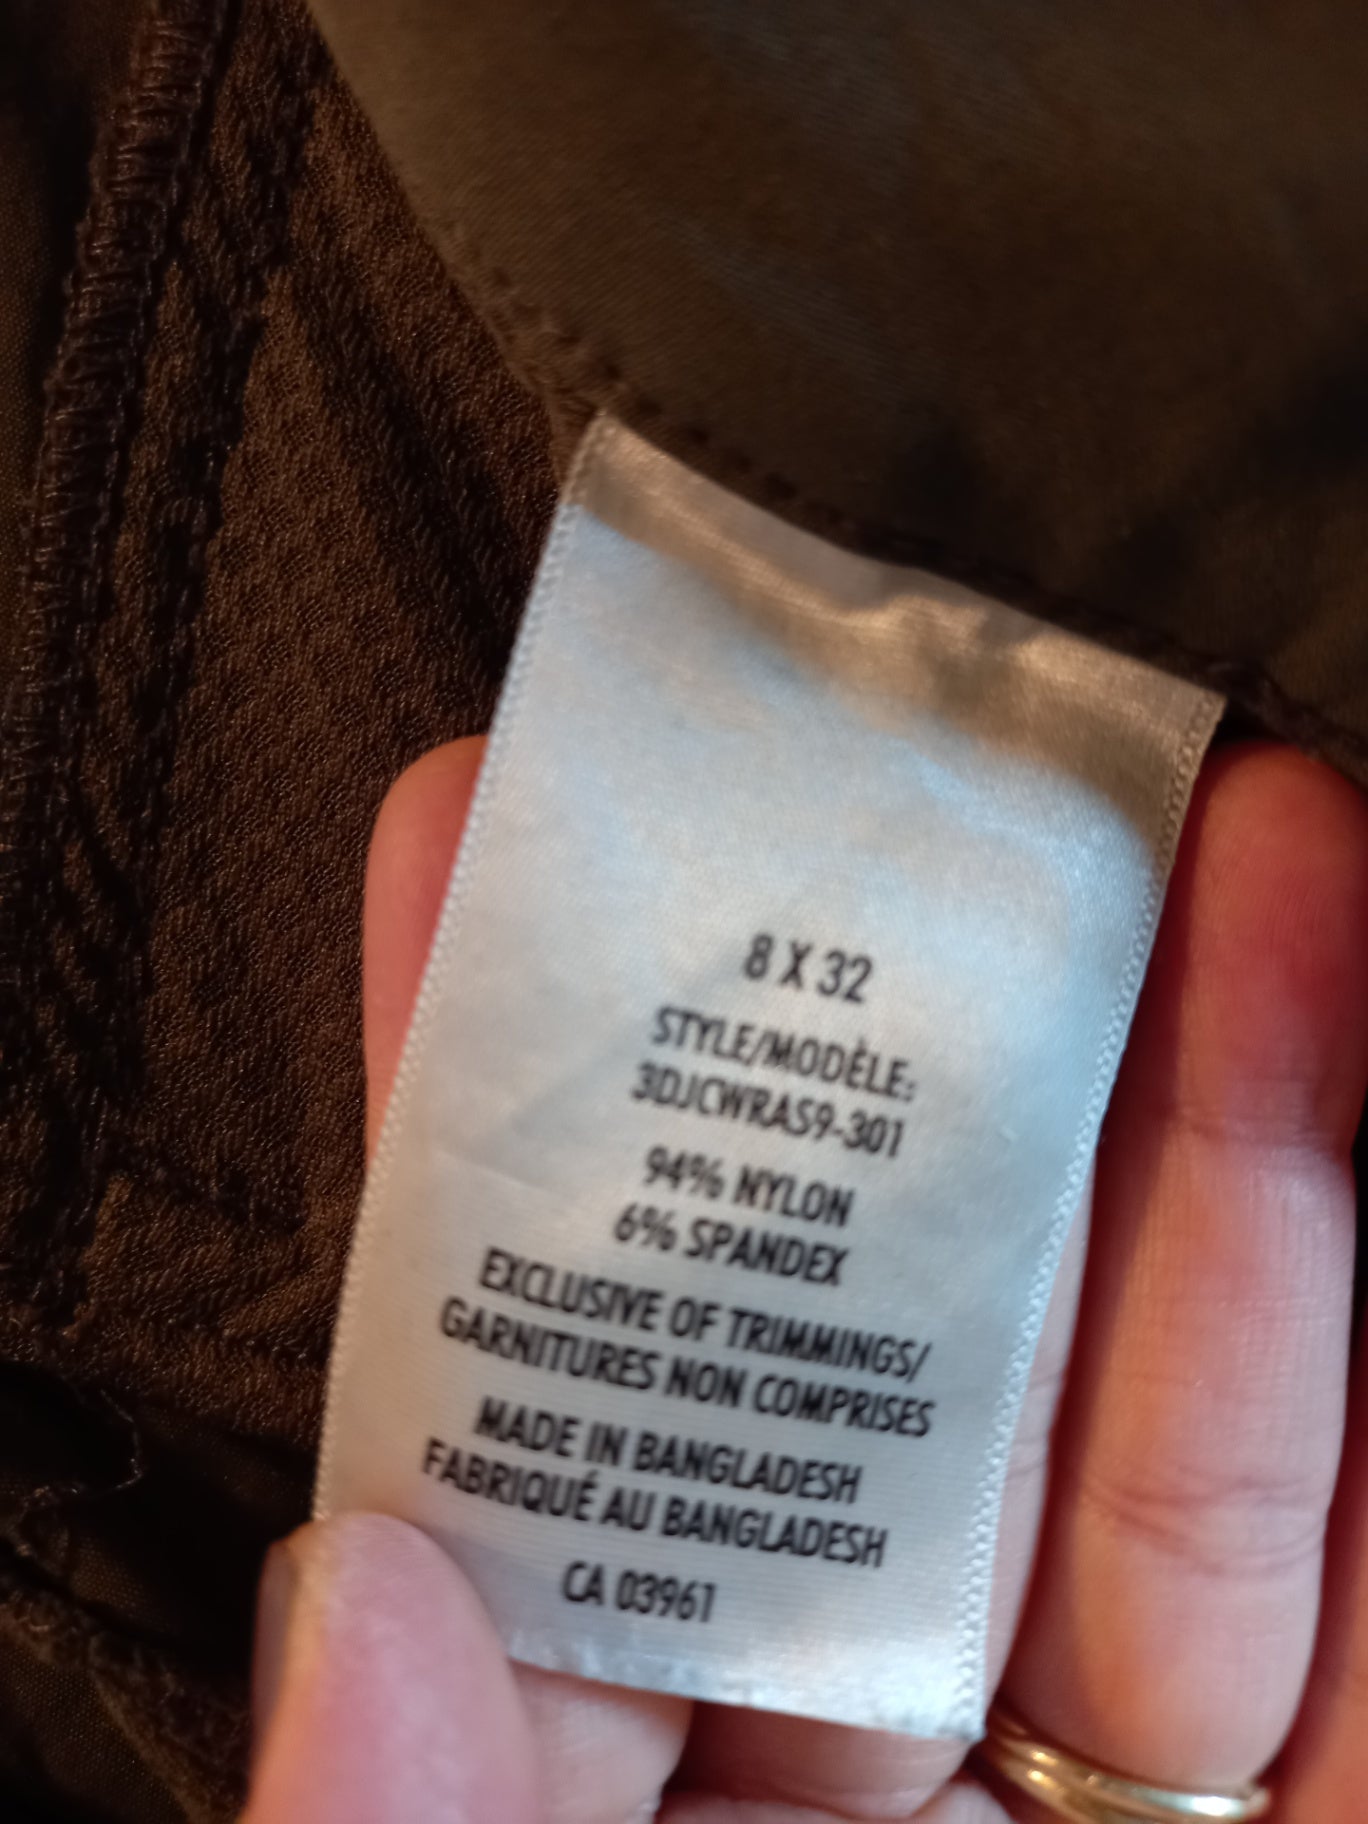 8 X 32
STYLE/MODÈLE:
3DJCWRAS9-301
94% NYLON
6% SPANDEX
EXCLUSIVE OF TRIMMINGS/
GARNITURES NON COMPRISES
MADE IN BANGLADESH
FABRIQUÉ AU BANGLADESH
CA 03961